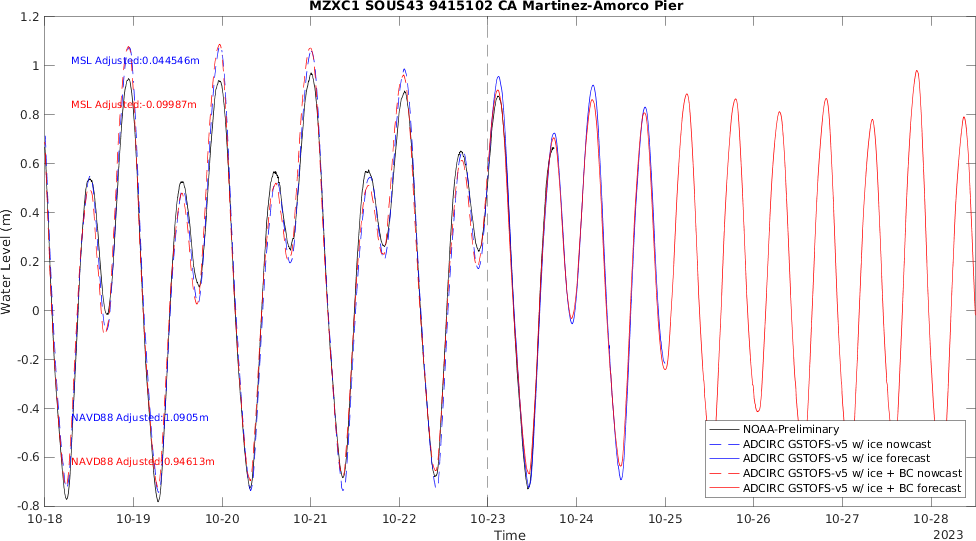 MZXC1 SOUS43 9415102 CA Martinez-Amorco Pier
1.2
1
0.8
0.6
0.4
0.2
0
-0.2
-0.4
-0.6
-0.8
Water Level (m)
MSL Adjusted:0.044546m
MSL Adjusted:-0.09987m
NAVD88 Adjusted:1.0905m
NAVD88 Adjusted:0.94613m
NOAA-Preliminary
ADCIRC GSTOFS-v5 w/ ice nowcast
ADCIRC GSTOFS-v5 w/ ice forecast
ADCIRC GSTOFS-v5 w/ ice + BC nowcast
ADCIRC GSTOFS-v5 w/ ice + BC forecast
10-18 10-19 10-20 10-21 10-22 10-23 10-24 10-25 10-26 10-27 10-28
Time
2023